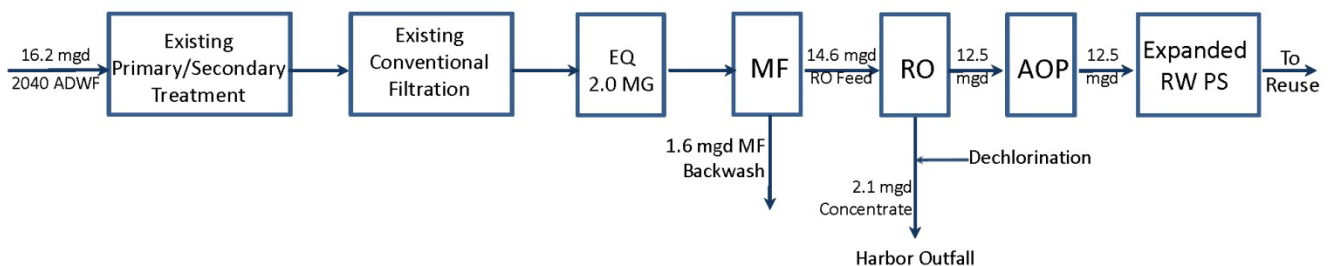 16.2 mgd
2040 ADWF
Existing
Primary/Secondary
Treatment
Existing
Conventional
Filtration
EQ
2.0 MG
MF
1.6 mgd MF
Backwash
14.6 mgd
RO Feed
RO
Dechlorination
2.1 mgd
Concentrate
Harbor Outfall
12.5
mgd
AOP
12.5
mgd
Expanded
RW PS
To
Reuse